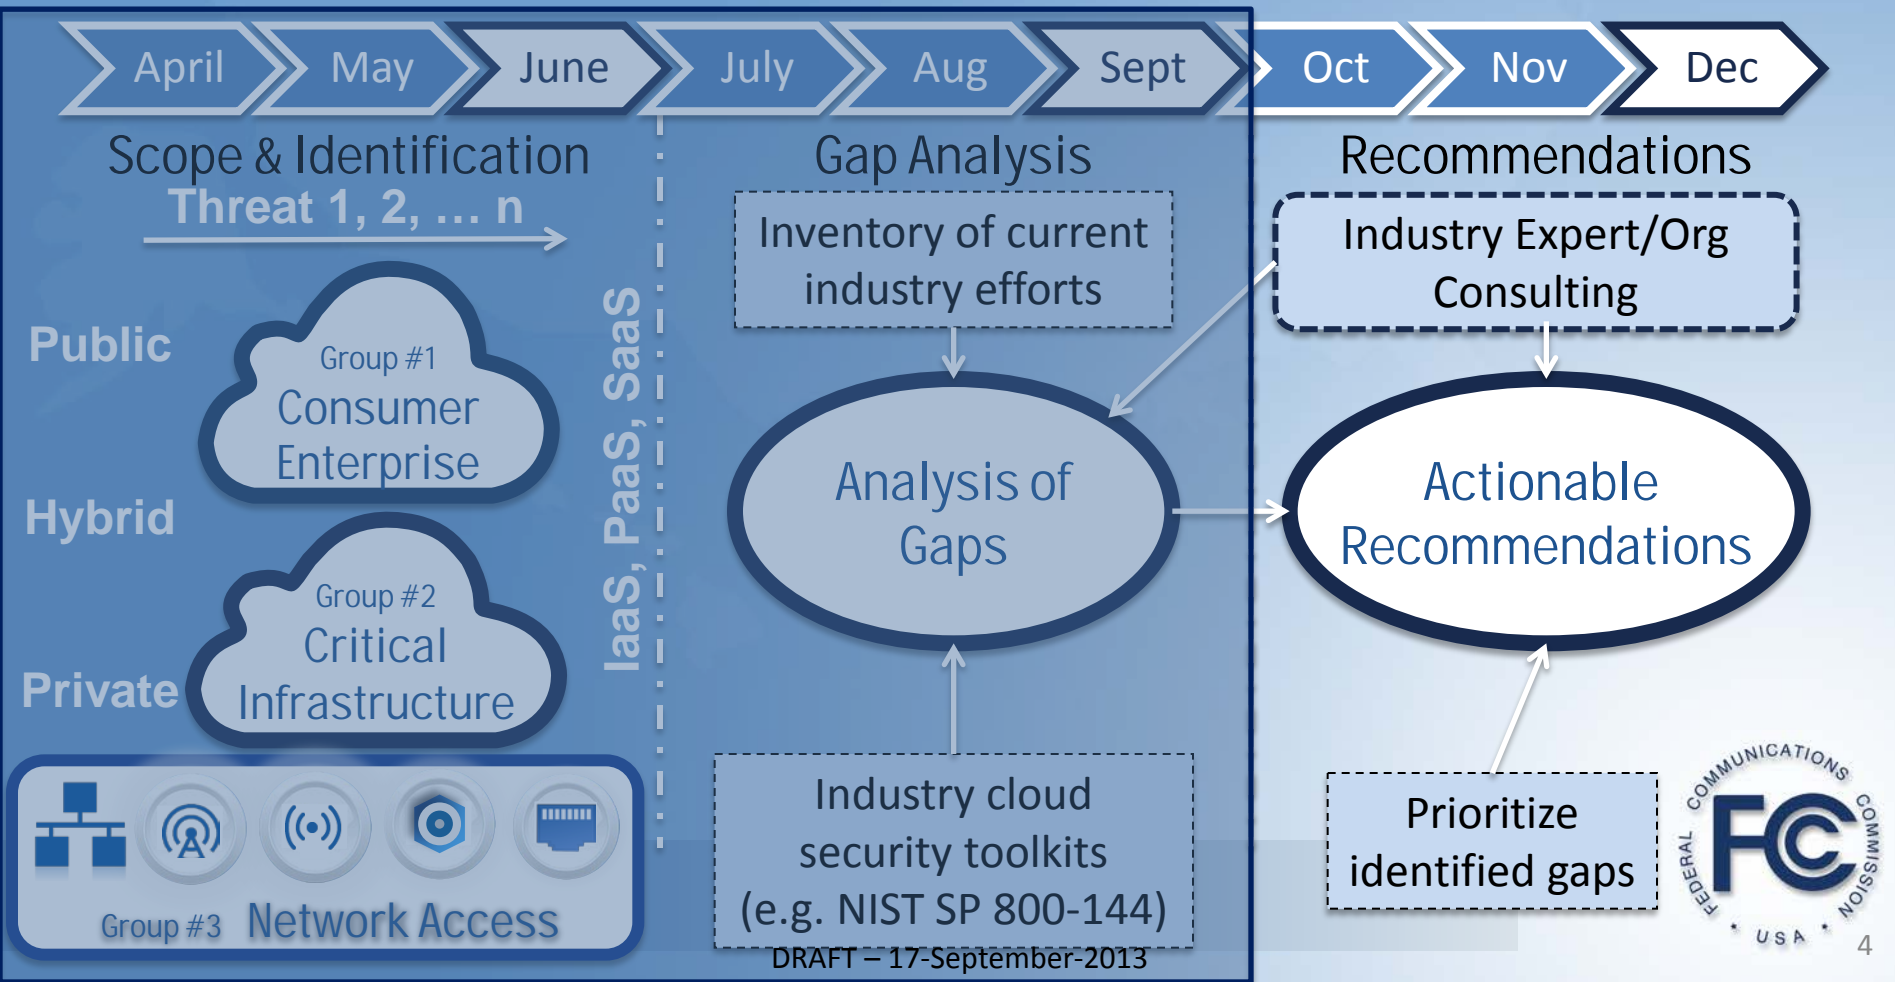 April May June July Aug Sept Oct Nov Dec
Scope & Identification
Threat 1, 2, … n
Public
Hybrid
Private
Group #1
Consumer
Enterprise
Group #2
Critical
Infrastructure
Group #3 Network Access
IaaS, PaaS, SaaS
Gap Analysis
Inventory of current
industry efforts
Analysis of
Gaps
Industry cloud
security toolkits
(e.g. NIST SP 800-144)
Recommendations
Industry Expert/Org
Consulting
Actionable
Recommendations
Prioritize
identified gaps
FEDERAL COMMUNICATIONS COMMISSION
FCC
* USA *
DRAFT – 17-September-2013
4